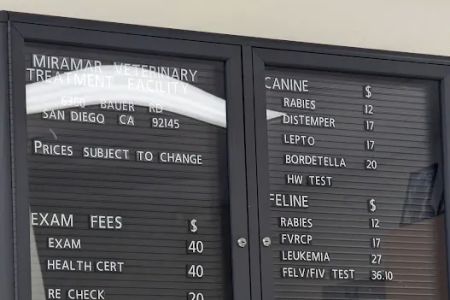 MIRAMAR VETERINARY
TREATMENT FACILITY
BAUER RD
SAN DIEGO CA 92145
PRICES SUBJECT TO CHANGE
EXAM FEES $
EXAM 40
HEALTH CERT 40
RE CHECK 20
CANINE $
RABIES 12
DISTEMPER 17
LEPTO 17
BORDETELLA 20
HW TEST
FELINE $
RABIES 12
FVRCP 17
LEUKEMIA 27
FELV/FIV TEST 36.10